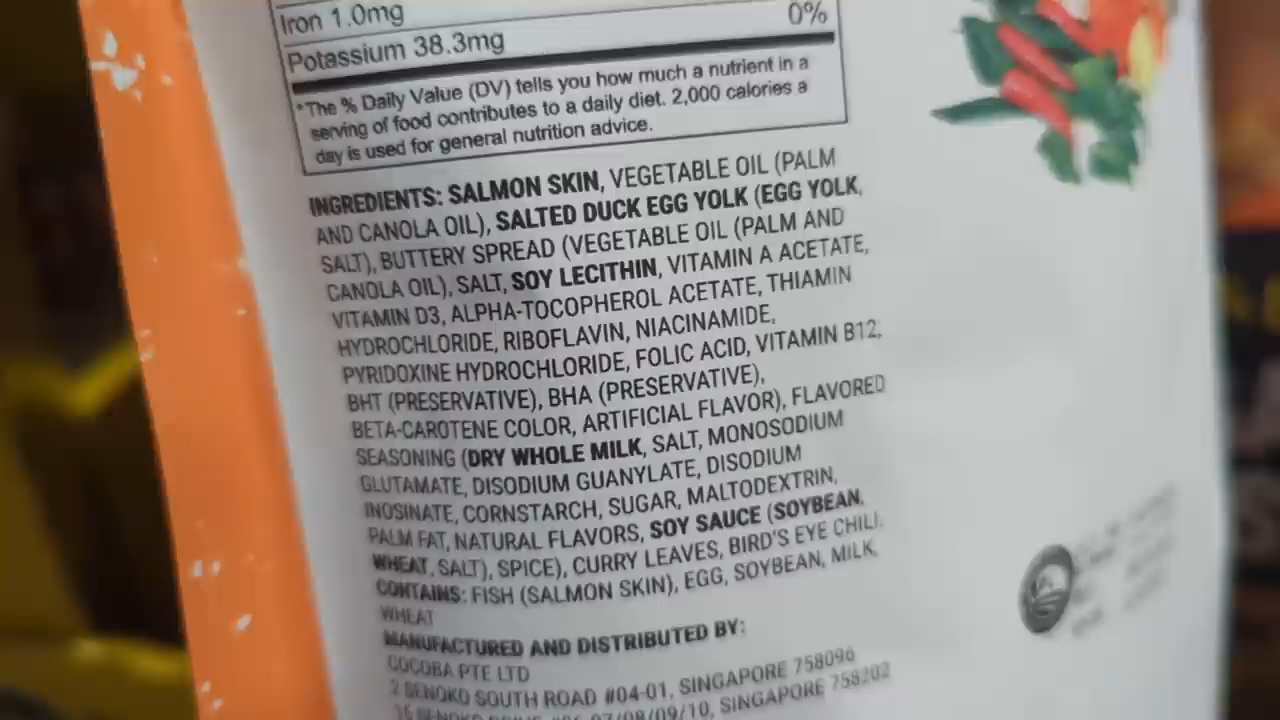 Iron 1.0mg
Potassium 38.3mg 0%
*The % Daily Value (DV) tells you how much a nutrient in a
serving of food contributes to a daily diet. 2,000 calories a
day is used for general nutrition advice.
INGREDIENTS: SALMON SKIN, VEGETABLE OIL (PALM
AND CANOLA OIL), SALTED DUCK EGG YOLK (EGG YOLK,
SALT), BUTTERY SPREAD (VEGETABLE OIL (PALM AND
CANOLA OIL), SALT, SOY LECITHIN, VITAMIN A ACETATE,
VITAMIN D3, ALPHA-TOCOPHEROL ACETATE, THIAMIN
HYDROCHLORIDE, RIBOFLAVIN, NIACINAMIDE,
PYRIDOXINE HYDROCHLORIDE, FOLIC ACID, VITAMIN B12,
BHT (PRESERVATIVE), BHA (PRESERVATIVE),
BETA-CAROTENE COLOR, ARTIFICIAL FLAVOR), FLAVORED
SEASONING (DRY WHOLE MILK, SALT, MONOSODIUM
GLUTAMATE, DISODIUM GUANYLATE, DISODIUM
INOSINATE, CORNSTARCH, SUGAR, MALTODEXTRIN,
PALM FAT, NATURAL FLAVORS, SOY SAUCE (SOYBEAN,
WHEAT, SALT), SPICE), CURRY LEAVES, BIRD'S EYE CHILI.
CONTAINS: FISH (SALMON SKIN), EGG, SOYBEAN, MILK,
WHEAT
MANUFACTURED AND DISTRIBUTED BY:
COCOBA PTE LTD
2 SENOKO SOUTH ROAD #04-01, SINGAPORE 758096
SENOKO SINGAPORE 758202